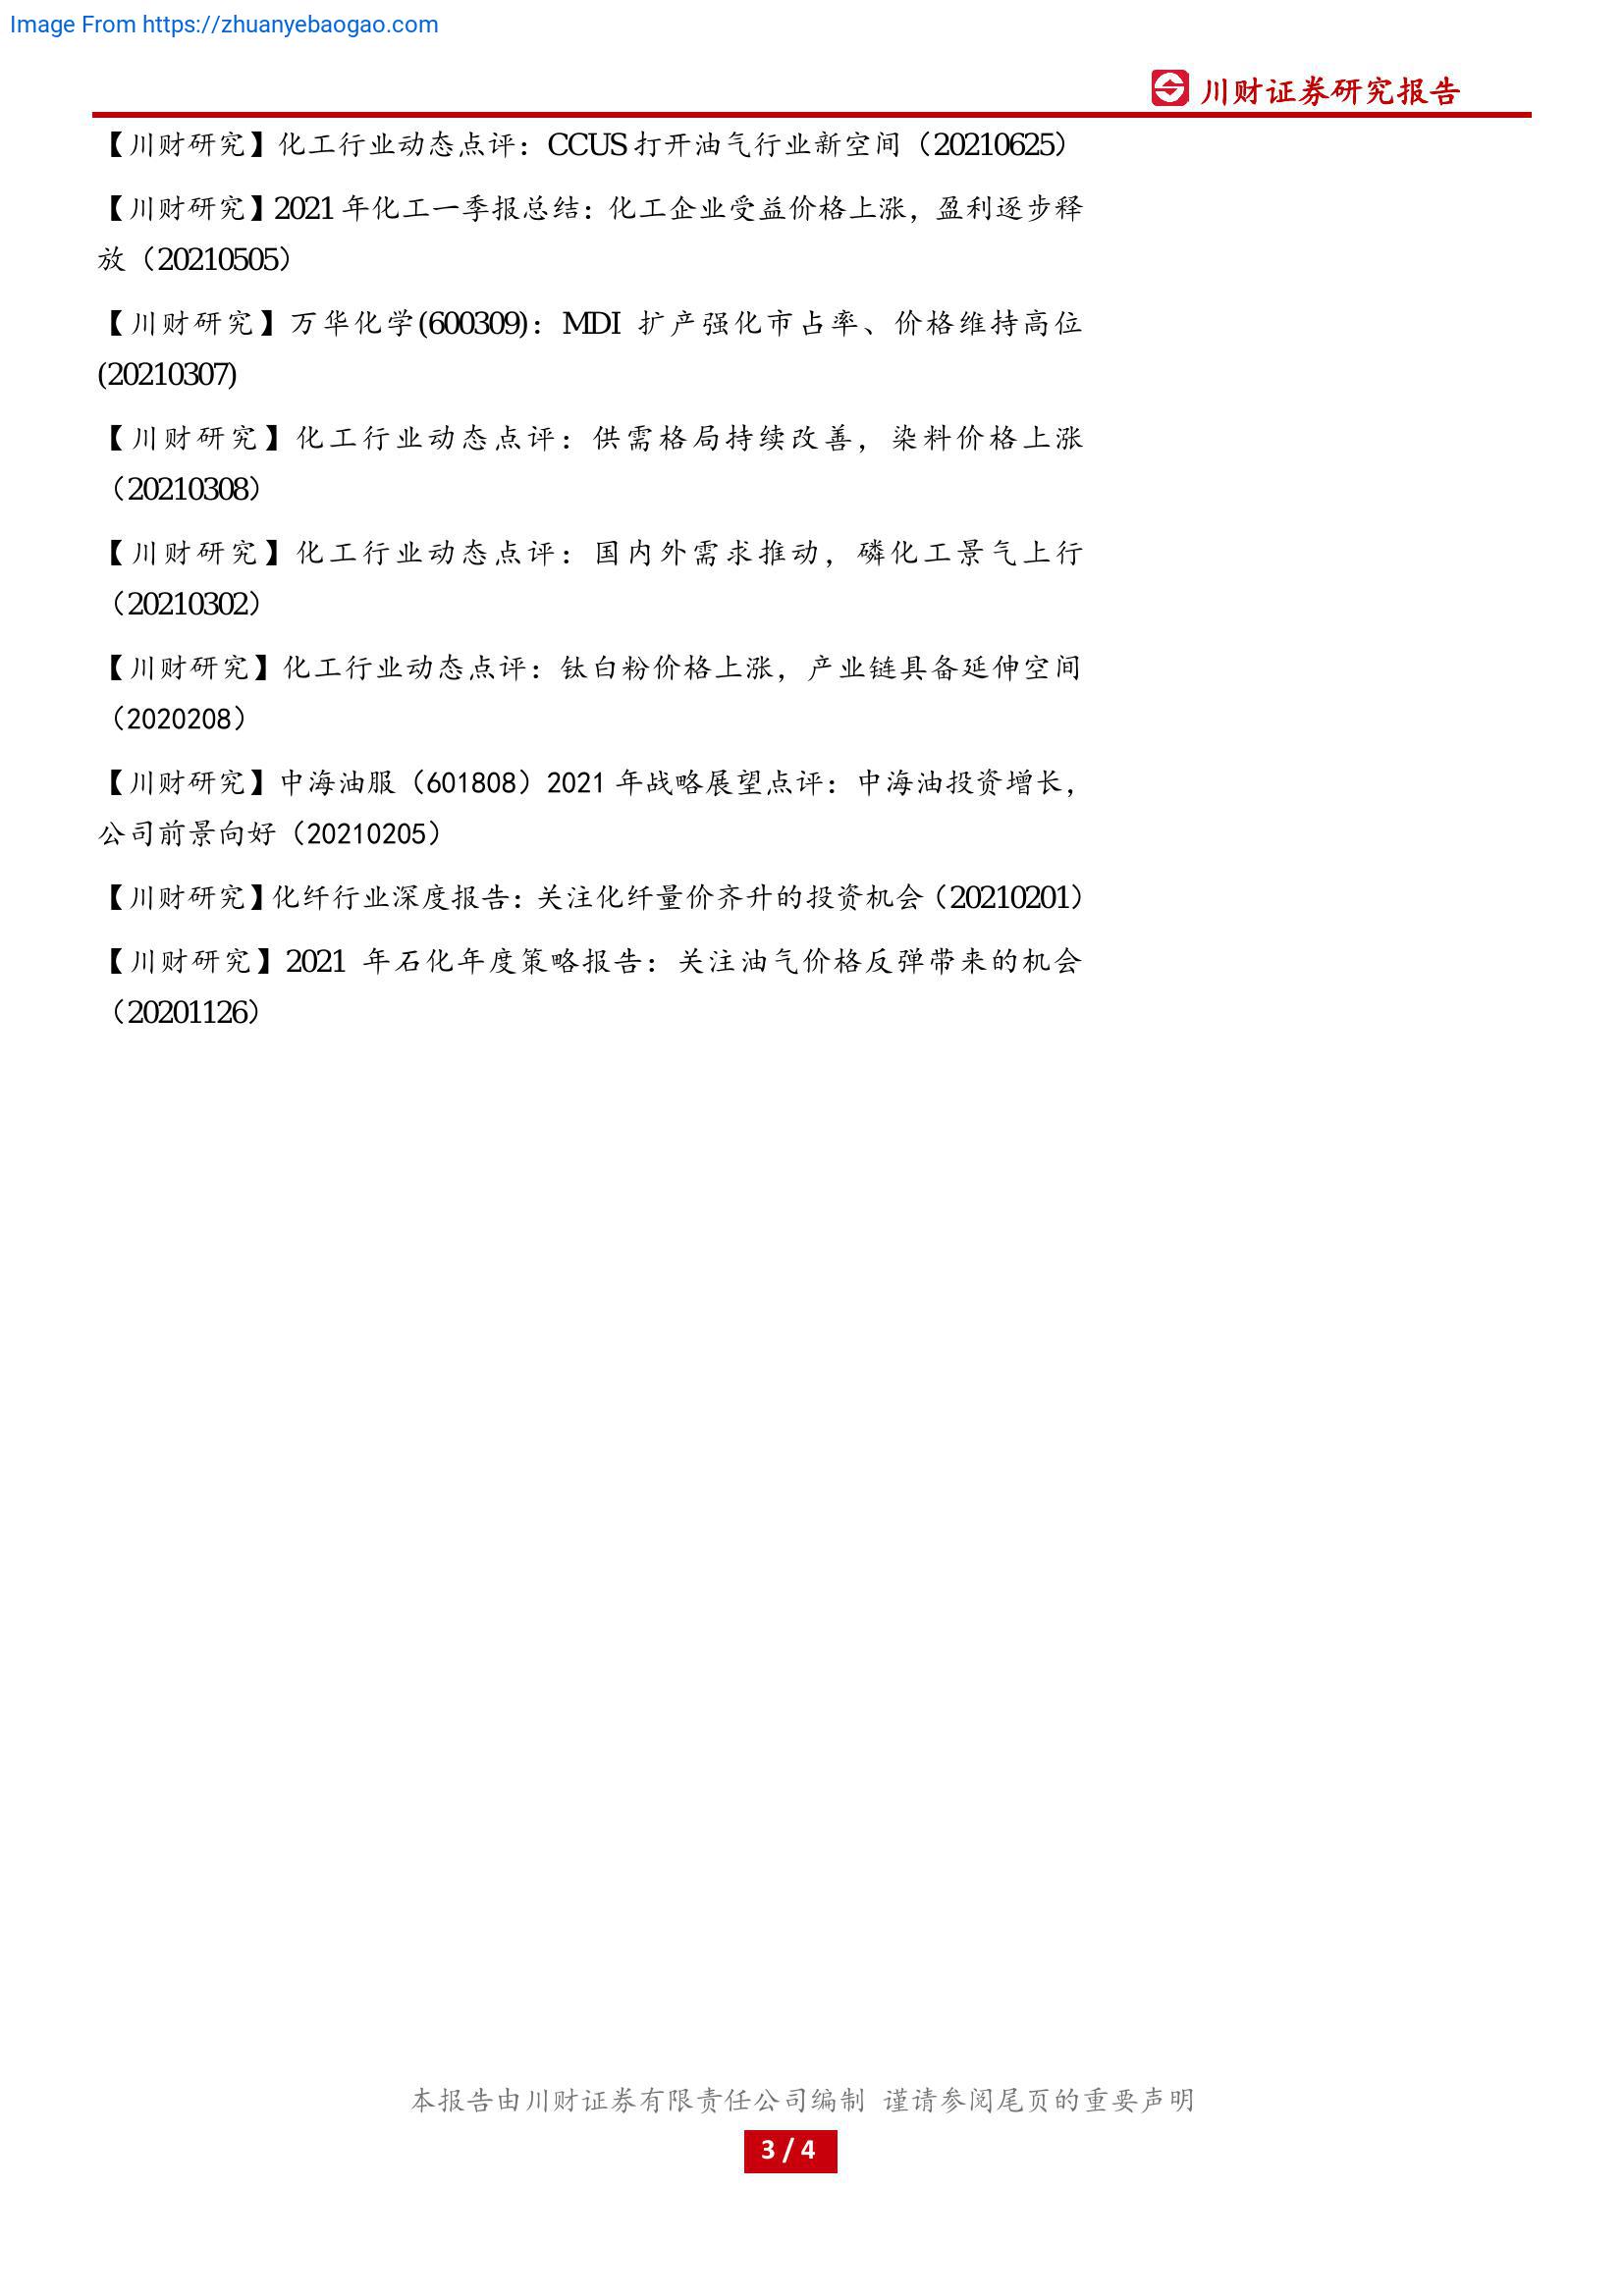 Image From https://zhuanyebaogao.com
川财证券研究报告
【川财研究】化工行业动态点评：CCUS打开油气行业新空间（20210625）
【川财研究】2021年化工一季报总结：化工企业受益价格上涨，盈利逐步释
放（20210505）
【川财研究】万华化学(600309)：MDI 扩产强化市占率、价格维持高位
(20210307)
【川财研究】化工行业动态点评：供需格局持续改善，染料价格上涨
（20210308）
【川财研究】化工行业动态点评：国内外需求推动，磷化工景气上行
（20210302）
【川财研究】化工行业动态点评：钛白粉价格上涨，产业链具备延伸空间
（2020208）
【川财研究】中海油服（601808）2021 年战略展望点评：中海油投资增长，
公司前景向好（20210205）
【川财研究】化纤行业深度报告：关注化纤量价齐升的投资机会（20210201）
【川财研究】2021 年石化年度策略报告：关注油气价格反弹带来的机会
（20201126）
本报告由川财证券有限责任公司编制 谨请参阅尾页的重要声明
3 / 4